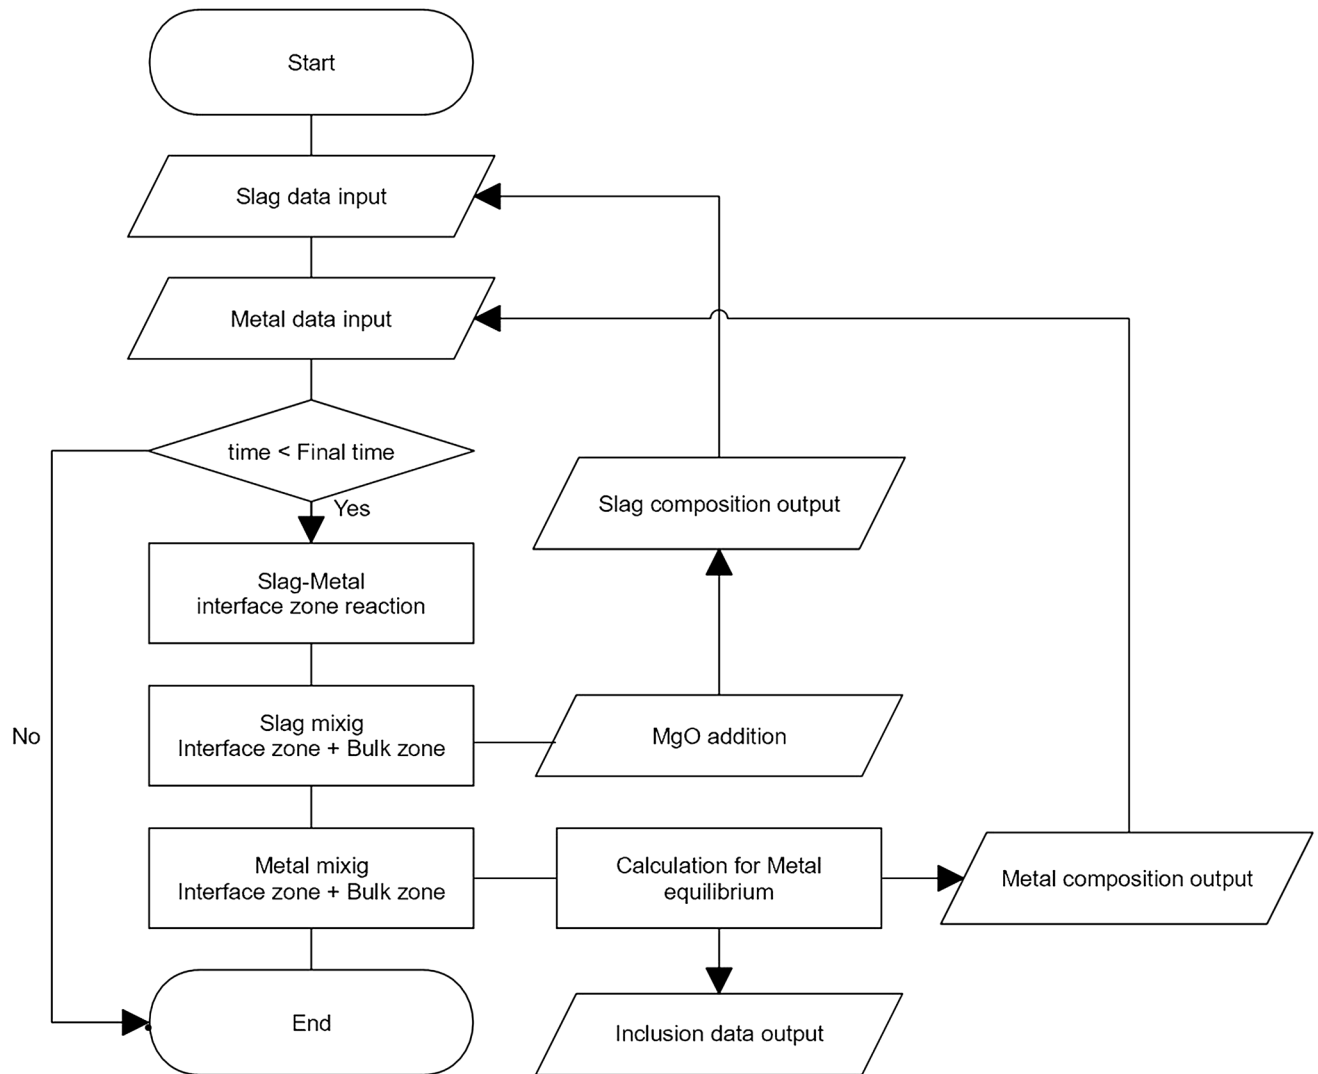 Start
Slag data input
Metal data input
time < Final time
Yes
Slag composition output
Slag-Metal
interface zone reaction
No
Slag mixig
Interface zone + Bulk zone
MgO addition
Metal mixig
Interface zone + Bulk zone
Calculation for Metal
equilibrium
Metal composition output
End
Inclusion data output